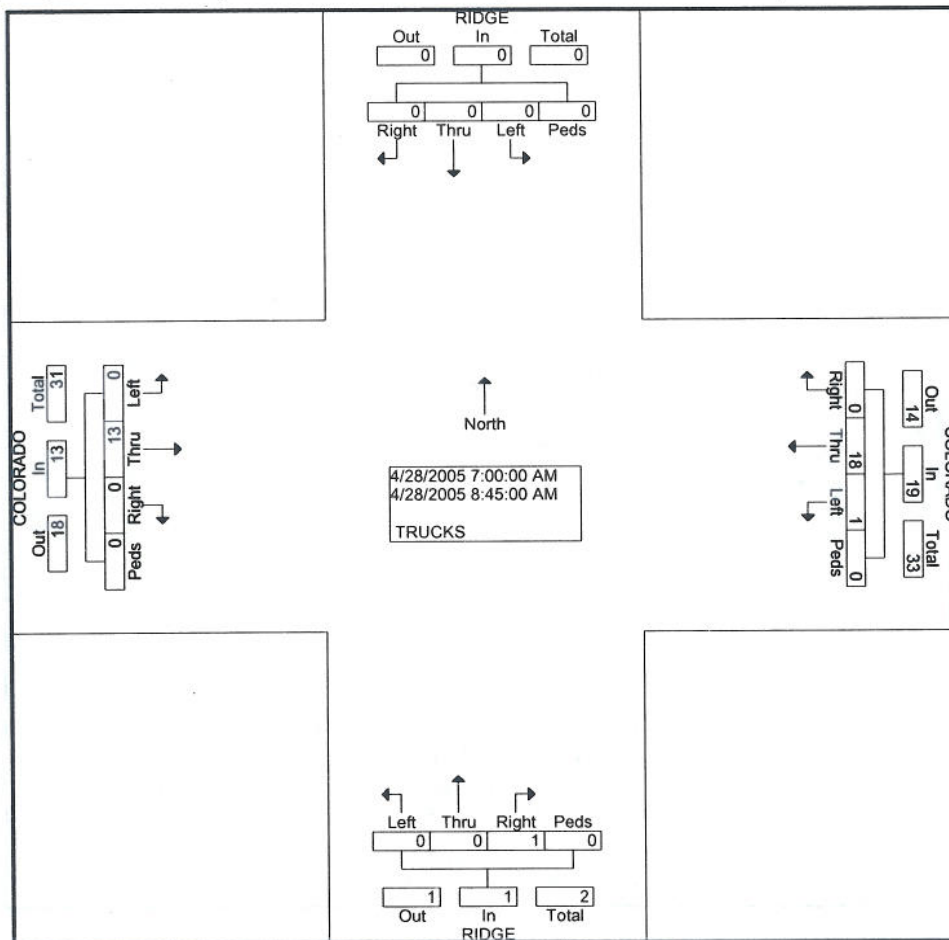 RIDGE
Out In Total
0 0 0
0 0 0 0
Right Thru Left Peds
COLORADO
Total In Out
31 13 18
0 13 0 0
Left Thru Right Peds
North
4/28/2005 7:00:00 AM
4/28/2005 8:45:00 AM
TRUCKS
Right Thru Left Peds
0 18 1 0
14 19 33
Out In Total
COLORADO
Left Thru Right Peds
0 0 1 0
1 1 2
Out In Total
RIDGE